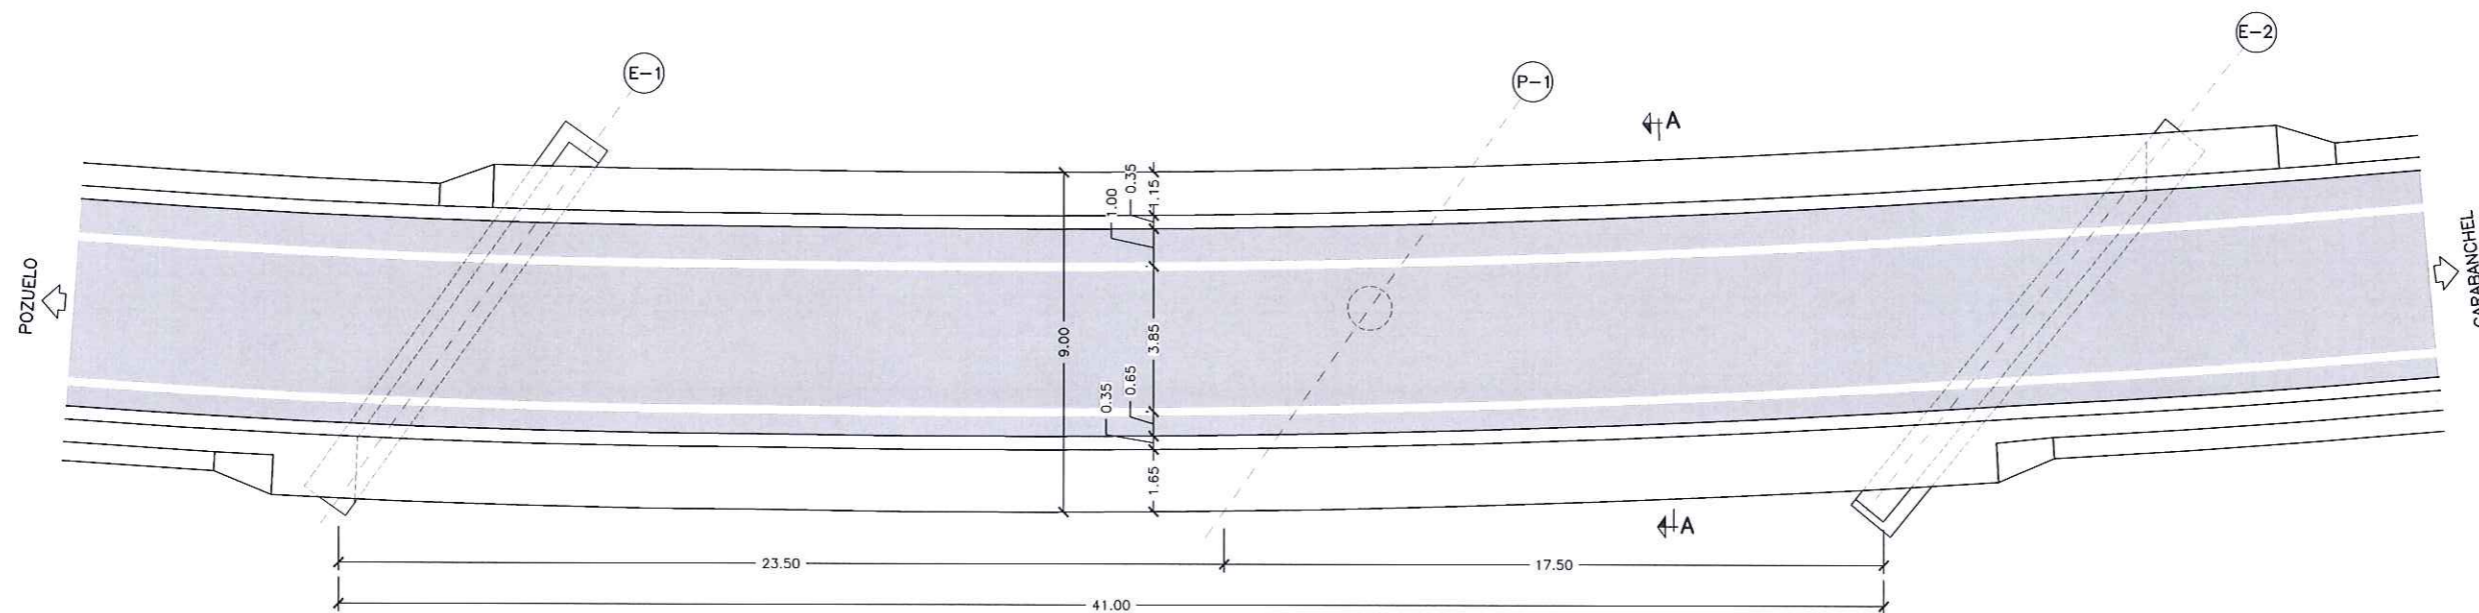 E-2
E-1
P-1
A
0.35
1.15
1.00
POZUELO
CARABANCHEL
9.00
3.85
0.65
0.35
1.65
A
23.50
17.50
41.00